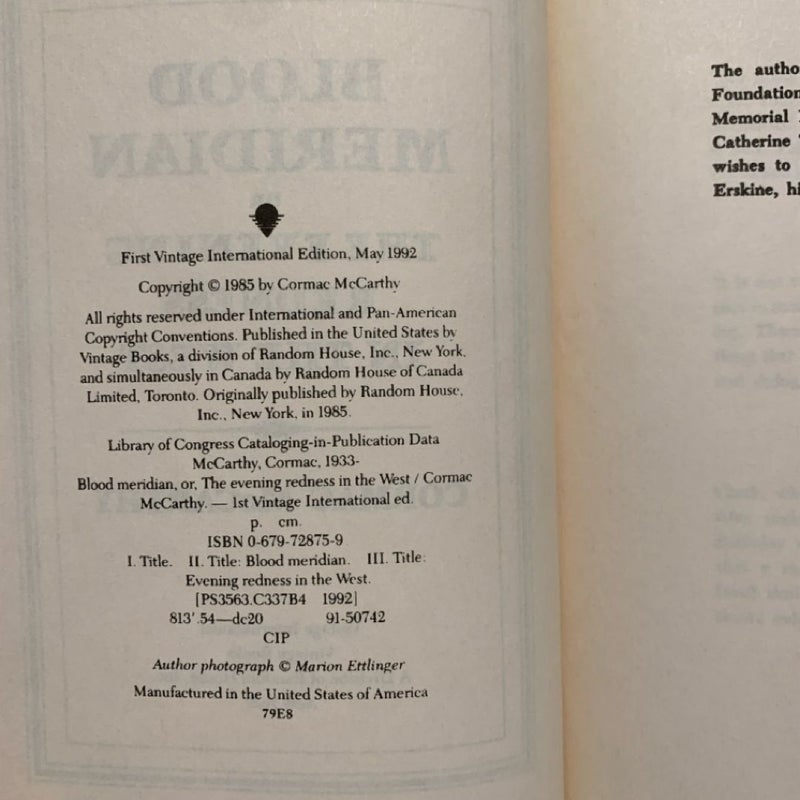 First Vintage International Edition, May 1992
Copyright © 1985 by Cormac McCarthy
All rights reserved under International and Pan-American
Copyright Conventions. Published in the United States by
Vintage Books, a division of Random House, Inc., New York,
and simultaneously in Canada by Random House of Canada
Limited, Toronto. Originally published by Random House,
Inc., New York, in 1985.
Library of Congress Cataloging-in-Publication Data
McCarthy, Cormac, 1933-
Blood meridian, or, The evening redness in the West / Cormac
McCarthy. — 1st Vintage International ed.
p. cm.
ISBN 0-679-72875-9
I. Title. II. Title: Blood meridian. III. Title:
Evening redness in the West.
[PS3563.C337B4 1992]
813'.54—dc20 91-50742
CIP
Author photograph © Marion Ettlinger
Manufactured in the United States of America
79E8
The autho
Foundation
Memorial
Catherine
wishes to
Erskine, hi
BLOOD
MERIDIAN